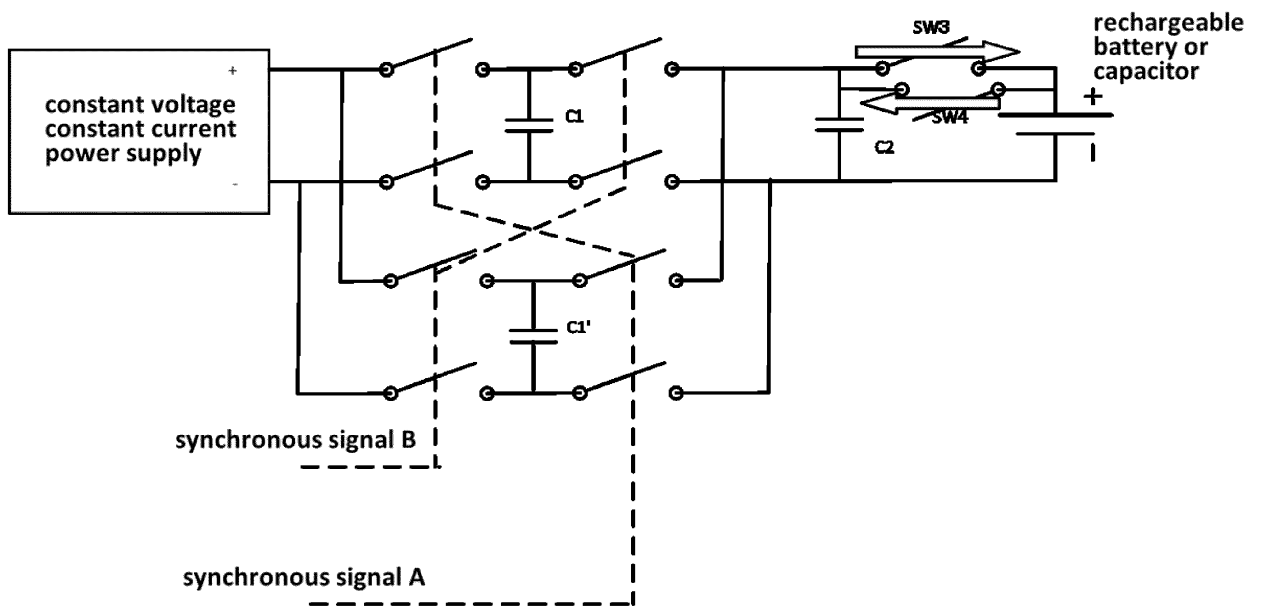 SW3
rechargeable
battery or
capacitor
+
constant voltage
constant current
power supply
-
C1
SW4
+
C2
-
C1'
synchronous signal B
synchronous signal A